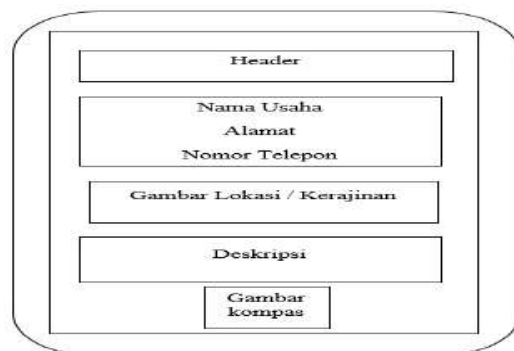 Header
Nama Usaha
Alamat
Nomor Telepon
Gambar Lokasi / Kerajinan
Deskripsi
Gambar
kompas